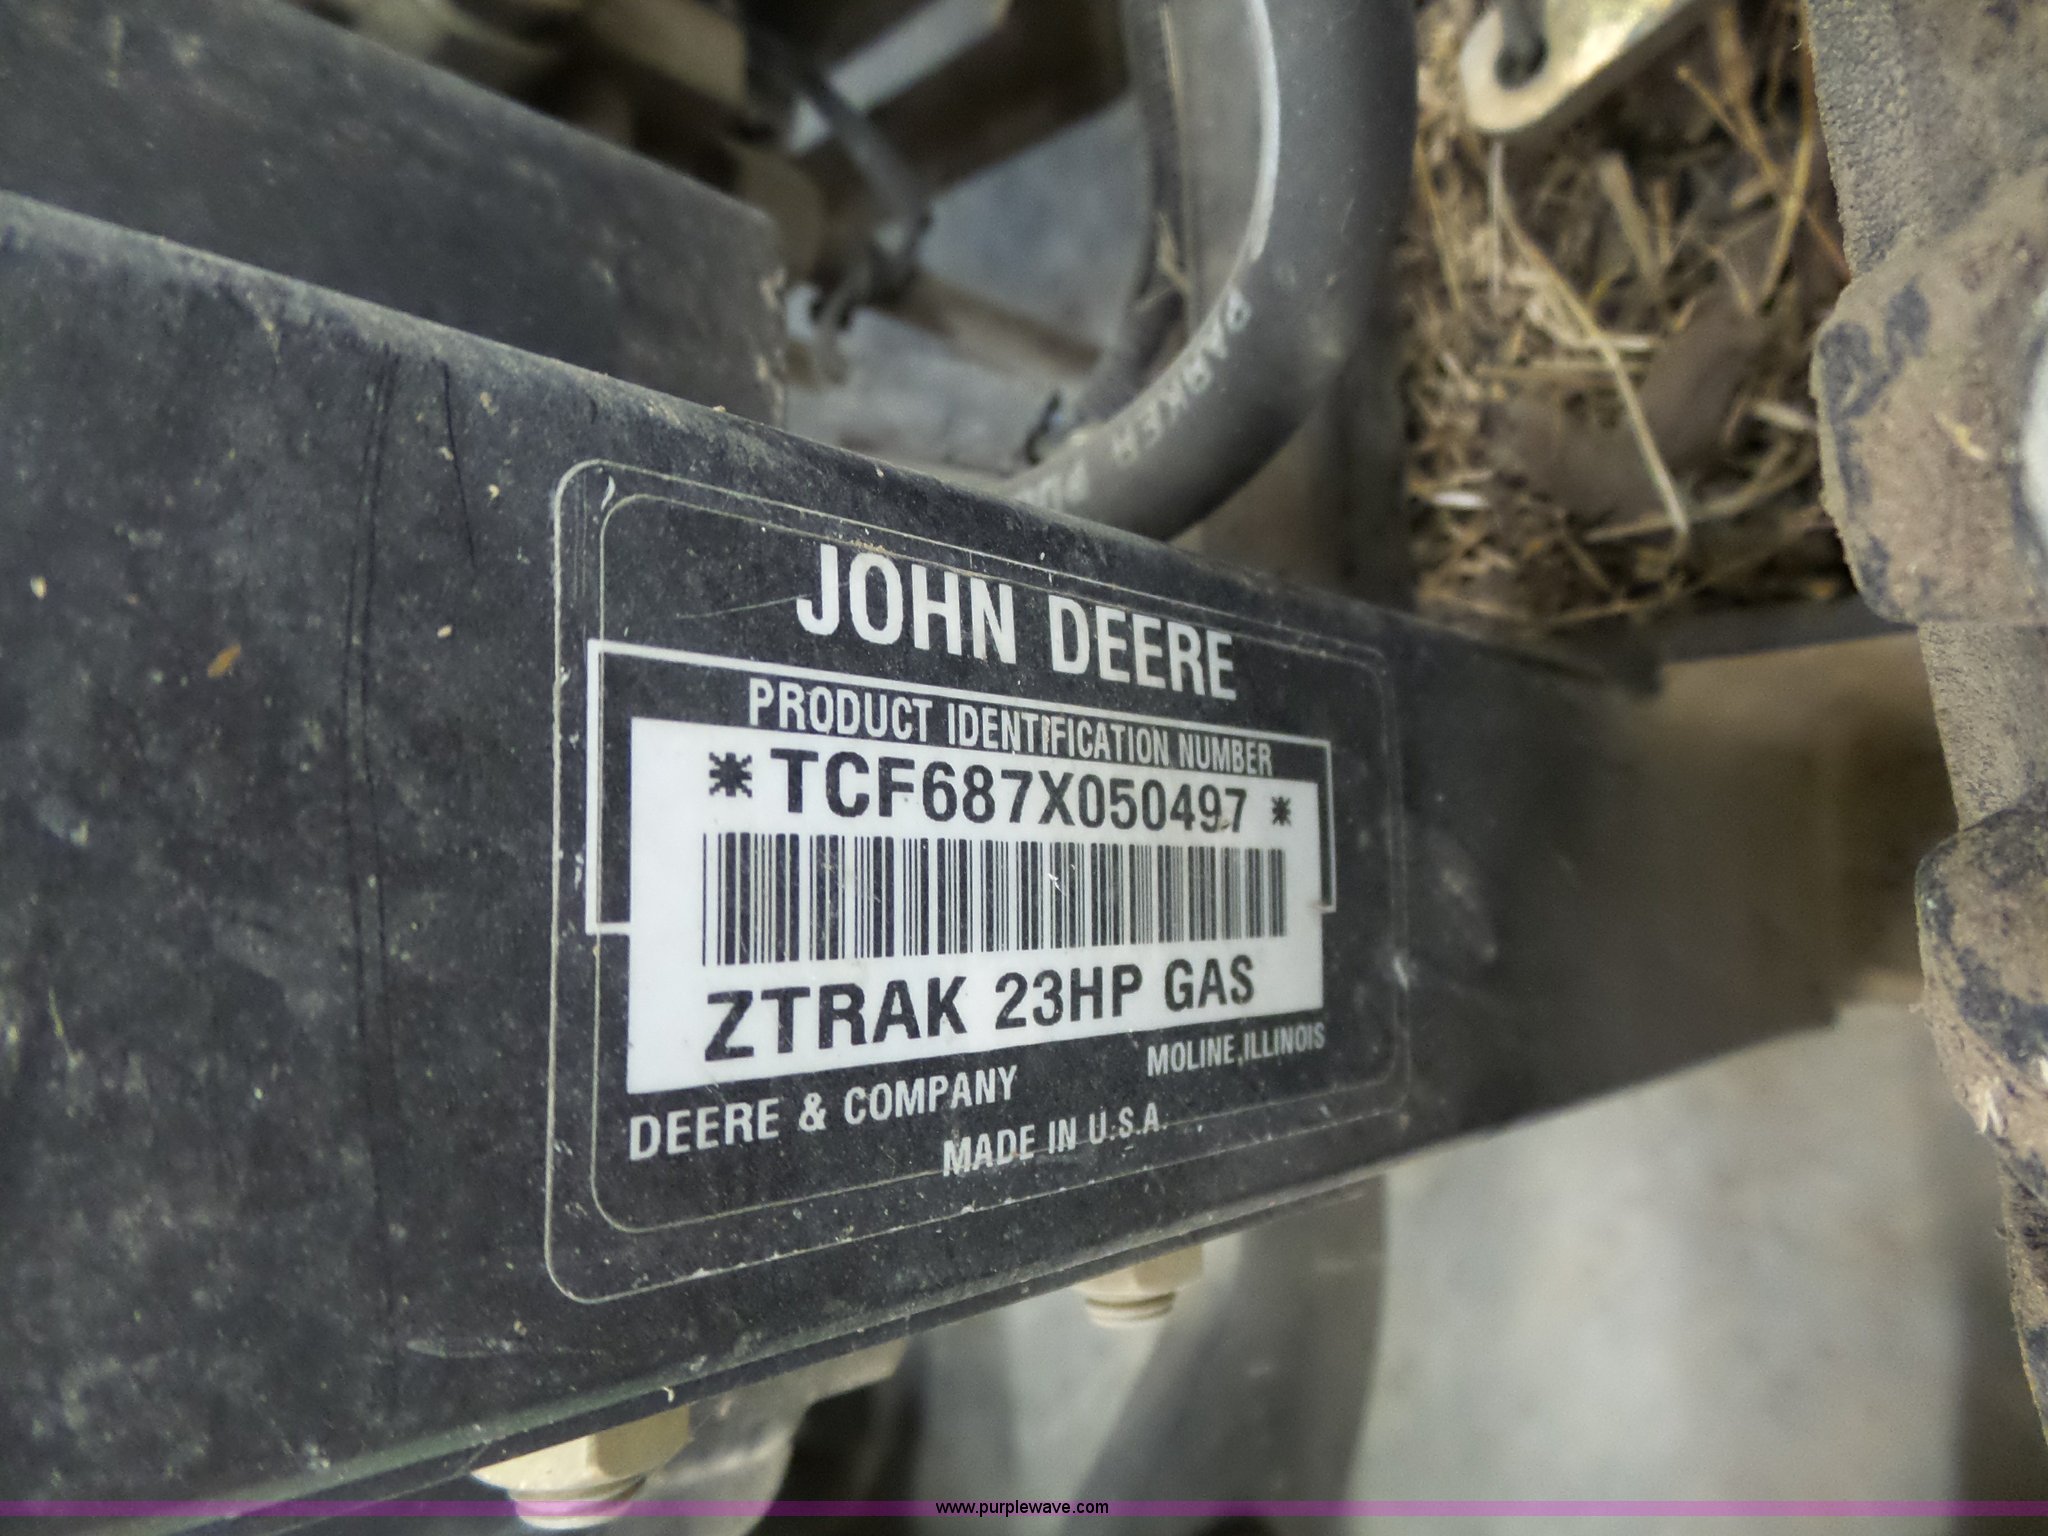 PARKER
JOHN DEERE
PRODUCT IDENTIFICATION NUMBER
*TCF687X050497*
ZTRAK 23HP GAS
DEERE & COMPANY MOLINE, ILLINOIS
MADE IN U.S.A.
www.purplewave.com